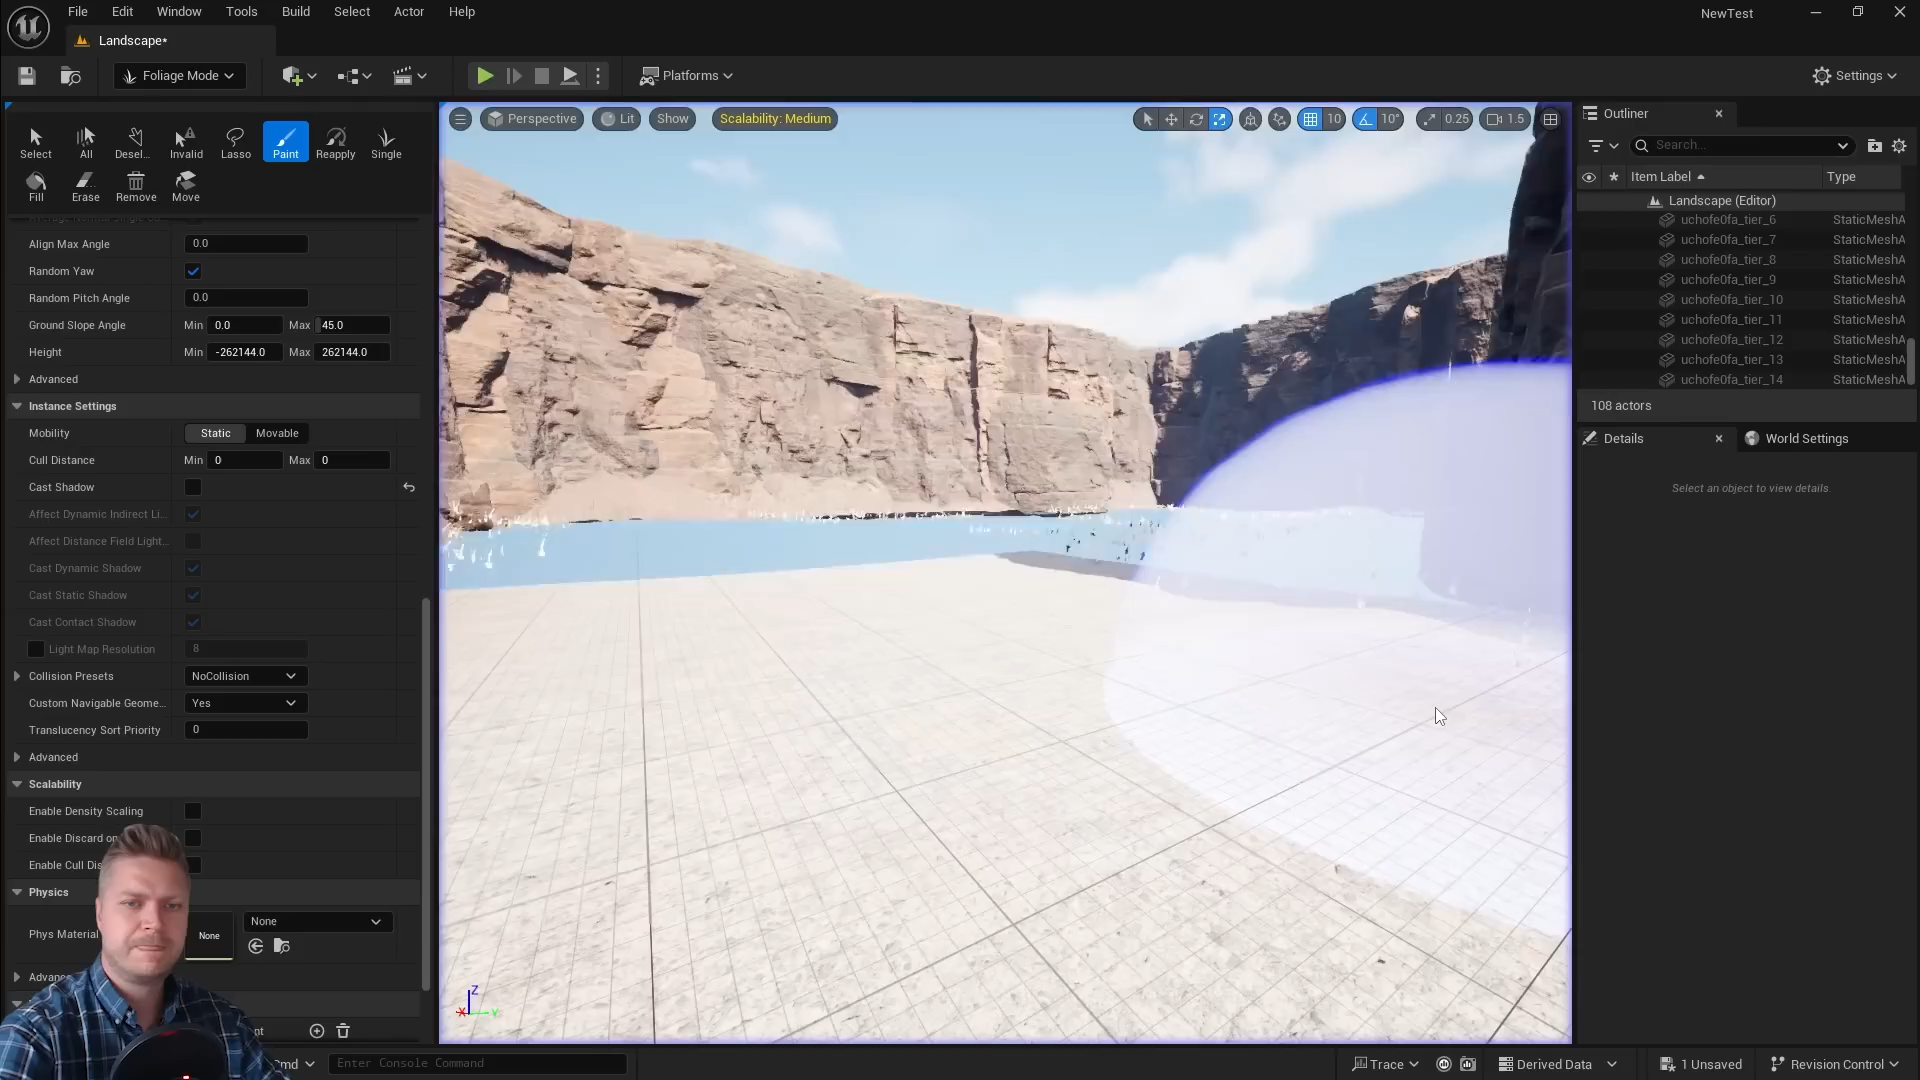 File Edit Window Tools Build Select Actor Help
NewTest
Landscape*
Foliage Mode
Platforms
Settings
Select All Desel... Invalid Lasso Paint Reapply Single
Fill Erase Remove Move
Align Max Angle 0.0
Random Yaw
Random Pitch Angle 0.0
Ground Slope Angle Min 0.0 Max 45.0
Height Min -262144.0 Max 262144.0
Advanced
Instance Settings
Mobility Static Movable
Cull Distance Min 0 Max 0
Cast Shadow
Affect Dynamic Indirect Li...
Affect Distance Field Light...
Cast Dynamic Shadow
Cast Static Shadow
Cast Contact Shadow
Light Map Resolution 8
Collision Presets NoCollision
Custom Navigable Geome... Yes
Translucency Sort Priority 0
Advanced
Scalability
Enable Density Scaling
Enable Discard on
Enable Cull Dis
Physics
Phys Material None None
Advanc
nt
Perspective Lit Show Scalability: Medium
10 10° 0.25 1.5
Z
X Y
Outliner
Search...
Item Label Type
Landscape (Editor)
uchofe0fa_tier_6 StaticMeshA
uchofe0fa_tier_7 StaticMeshA
uchofe0fa_tier_8 StaticMeshA
uchofe0fa_tier_9 StaticMeshA
uchofe0fa_tier_10 StaticMeshA
uchofe0fa_tier_11 StaticMeshA
uchofe0fa_tier_12 StaticMeshA
uchofe0fa_tier_13 StaticMeshA
uchofe0fa_tier_14 StaticMeshA
108 actors
Details World Settings
Select an object to view details.
Cmd Enter Console Command
Trace Derived Data 1 Unsaved Revision Control